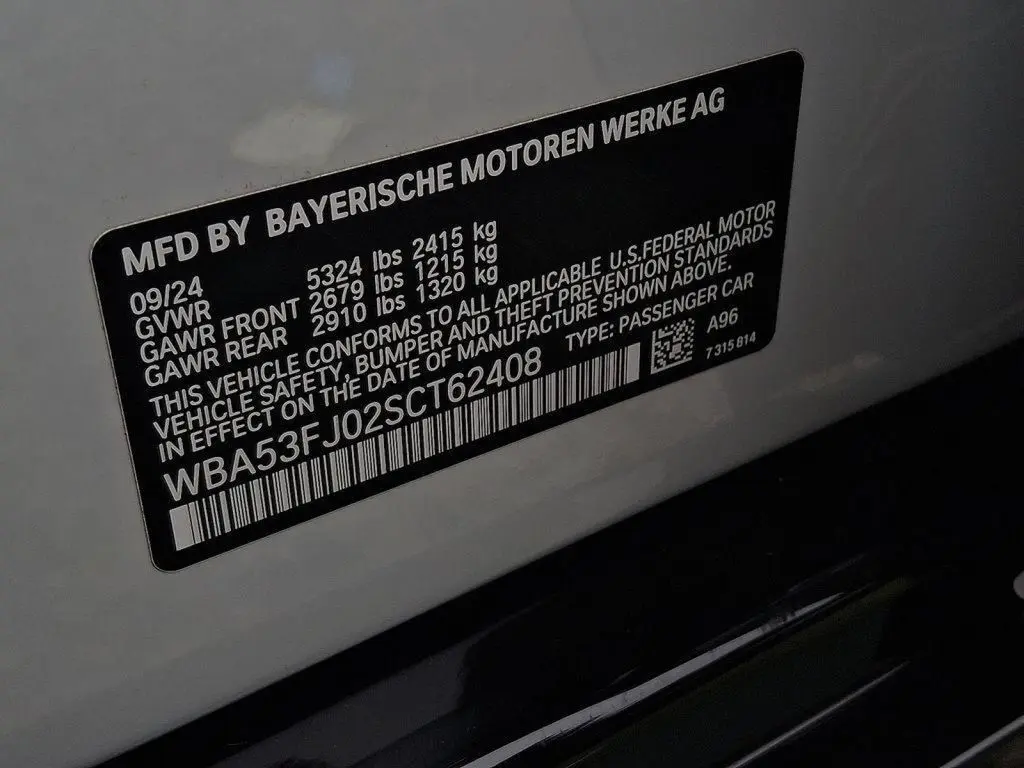 MFD BY BAYERISCHE MOTOREN WERKE AG
09/24
GVWR 5324 lbs 2415 kg
GAWR FRONT 2679 lbs 1215 kg
GAWR REAR 2910 lbs 1320 kg
THIS VEHICLE CONFORMS TO ALL APPLICABLE U.S.FEDERAL MOTOR
VEHICLE SAFETY, BUMPER AND THEFT PREVENTION STANDARDS
IN EFFECT ON THE DATE OF MANUFACTURE SHOWN ABOVE.
WBA53FJ02SCT62408 TYPE: PASSENGER CAR
A96
7 315 814